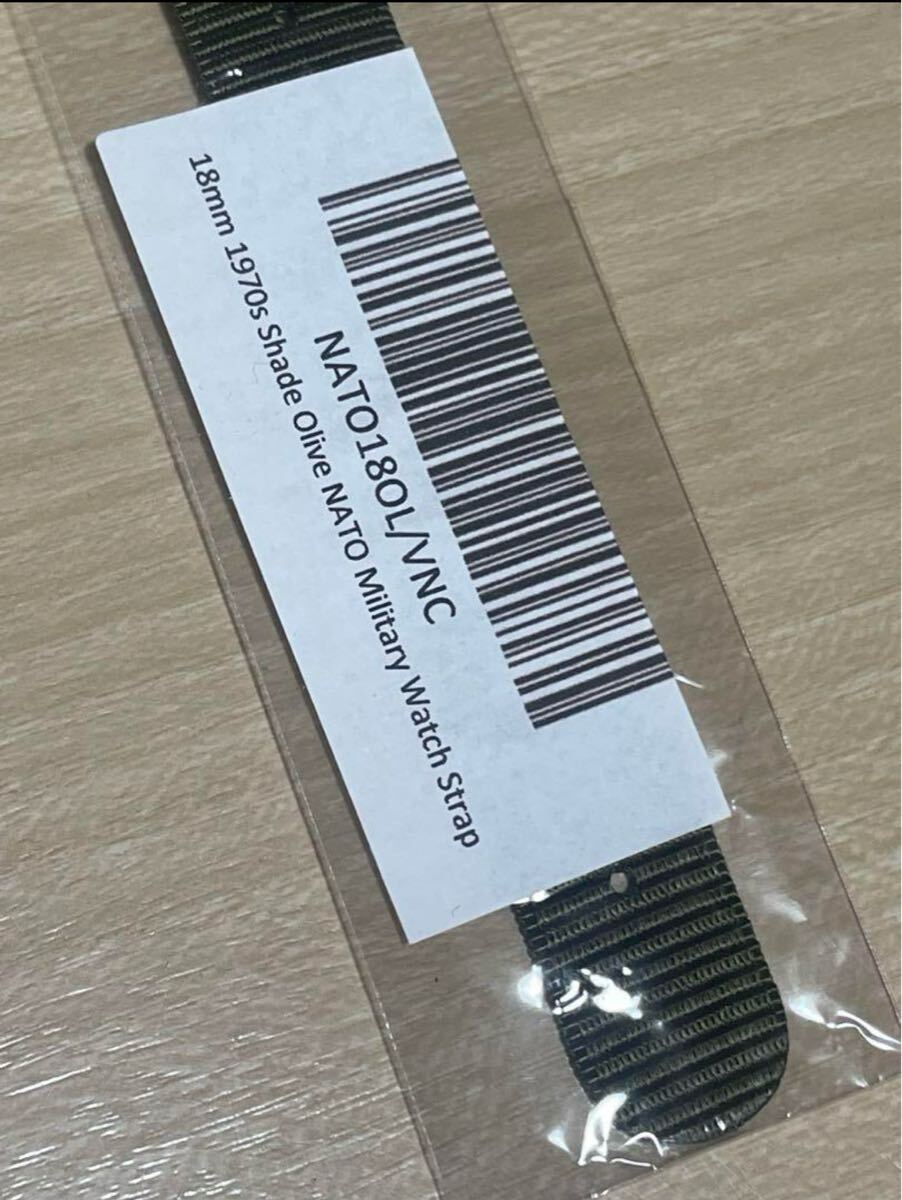 NATO18OL/VNC
18mm 1970s Shade Olive NATO Military Watch Strap